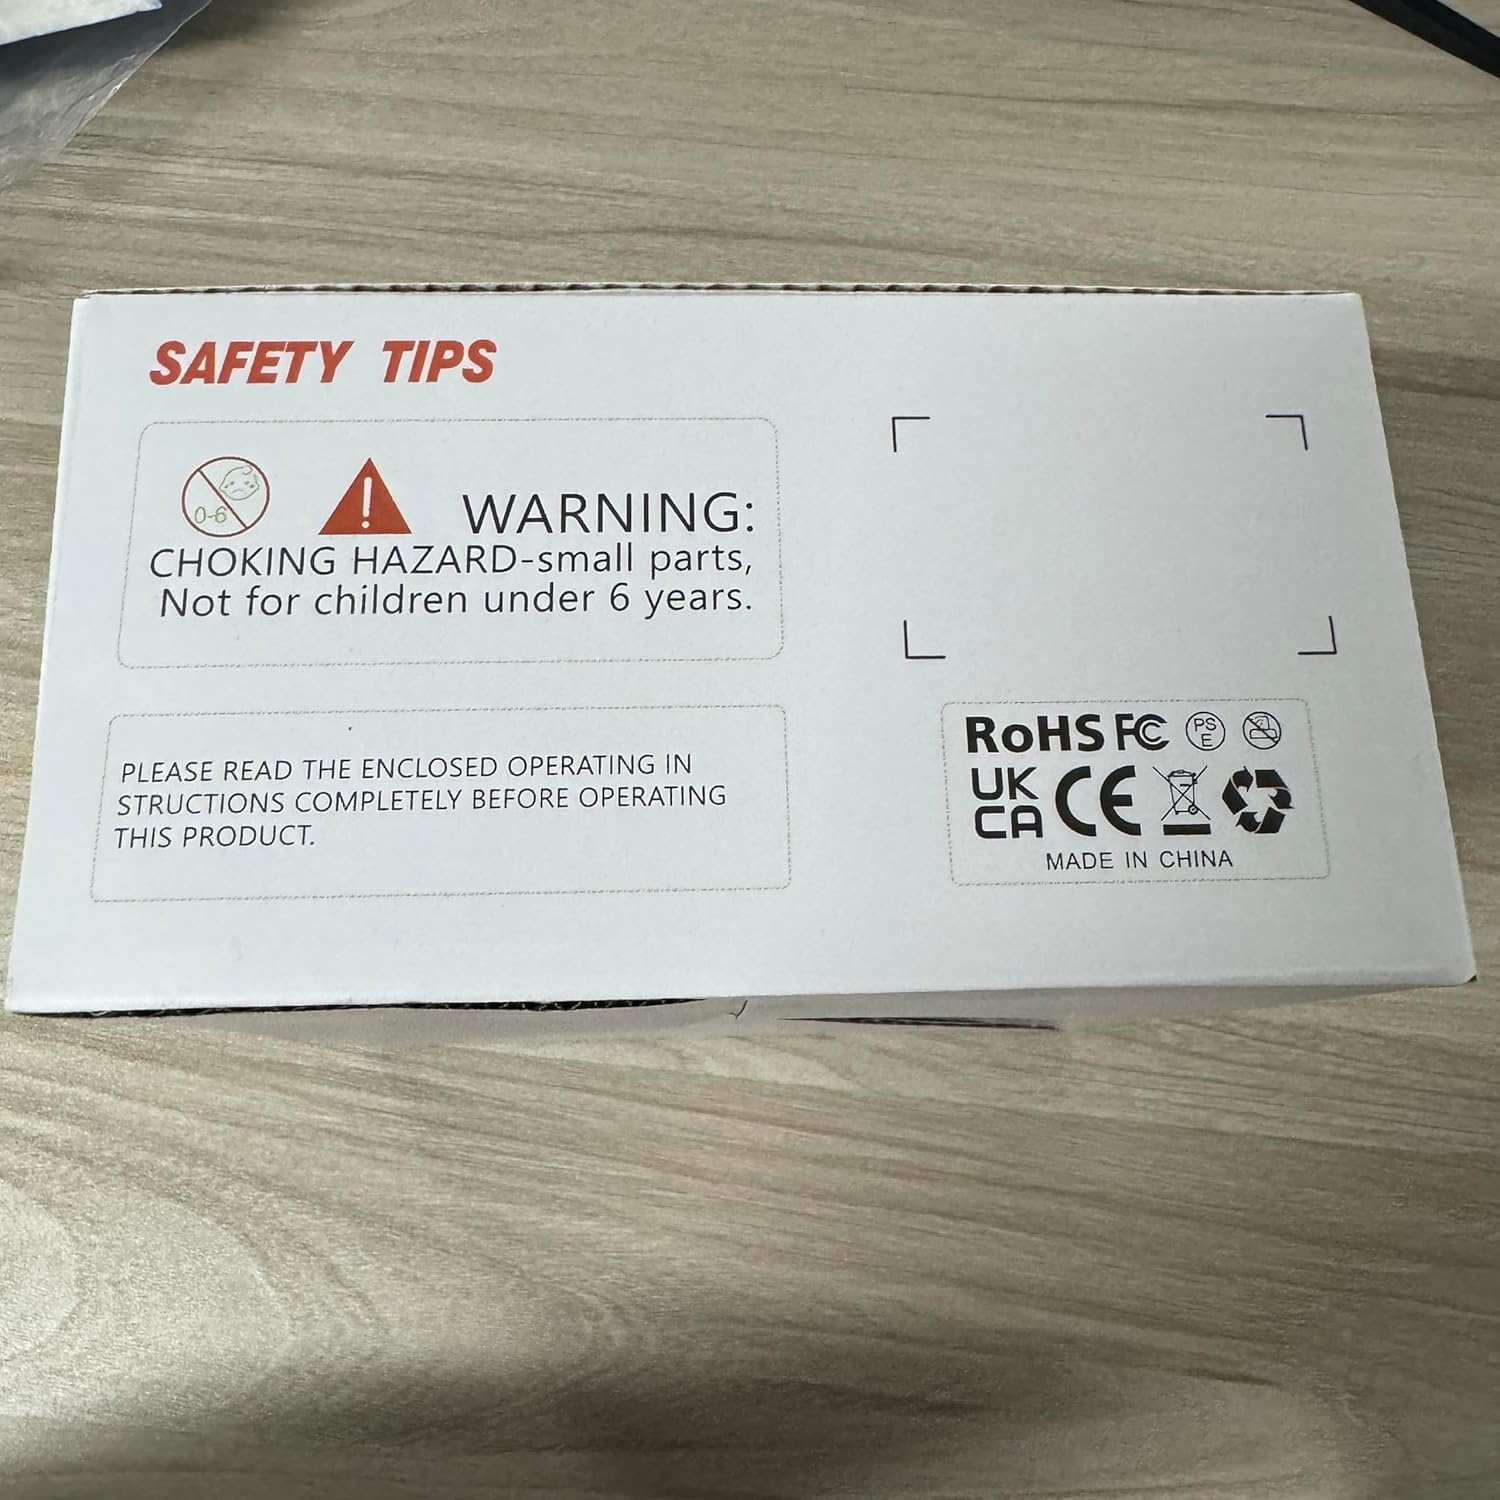 SAFETY TIPS
0-6
WARNING:
CHOKING HAZARD-small parts,
Not for children under 6 years.
PLEASE READ THE ENCLOSED OPERATING IN
STRUCTIONS COMPLETELY BEFORE OPERATING
THIS PRODUCT.
RoHS FC PS
E
UK
CA CE
MADE IN CHINA